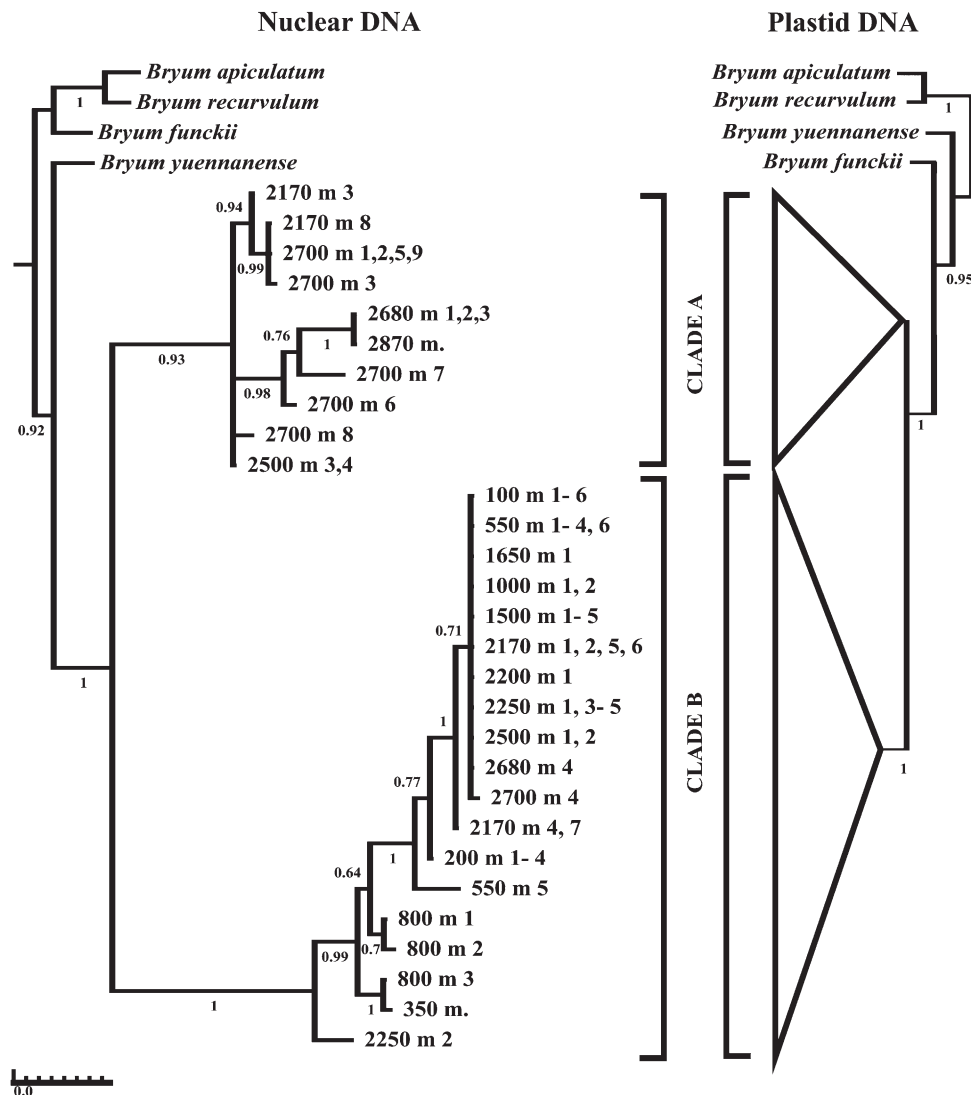 Nuclear DNA
Plastid DNA
Bryum apiculatum
Bryum recurvulum
1
Bryum funckii
Bryum yuennanense
2170 m 3
0.94
2170 m 8
2700 m 1,2,5,9
0.99
2700 m 3
2680 m 1,2,3
0.76
1
2870 m.
0.93
2700 m 7
0.98
2700 m 6
0.92
2700 m 8
2500 m 3,4
100 m 1- 6
550 m 1- 4, 6
1650 m 1
1000 m 1, 2
1500 m 1- 5
0.71
2170 m 1, 2, 5, 6
2200 m 1
1
2250 m 1, 3- 5
1
2500 m 1, 2
2680 m 4
0.77
2700 m 4
2170 m 4, 7
1
200 m 1- 4
0.64
550 m 5
800 m 1
0.7
800 m 2
0.99
800 m 3
1
350 m.
1
2250 m 2
0.0
CLADE A
CLADE B
Bryum apiculatum
Bryum recurvulum
1
Bryum yuennanense
Bryum funckii
0.95
1
1